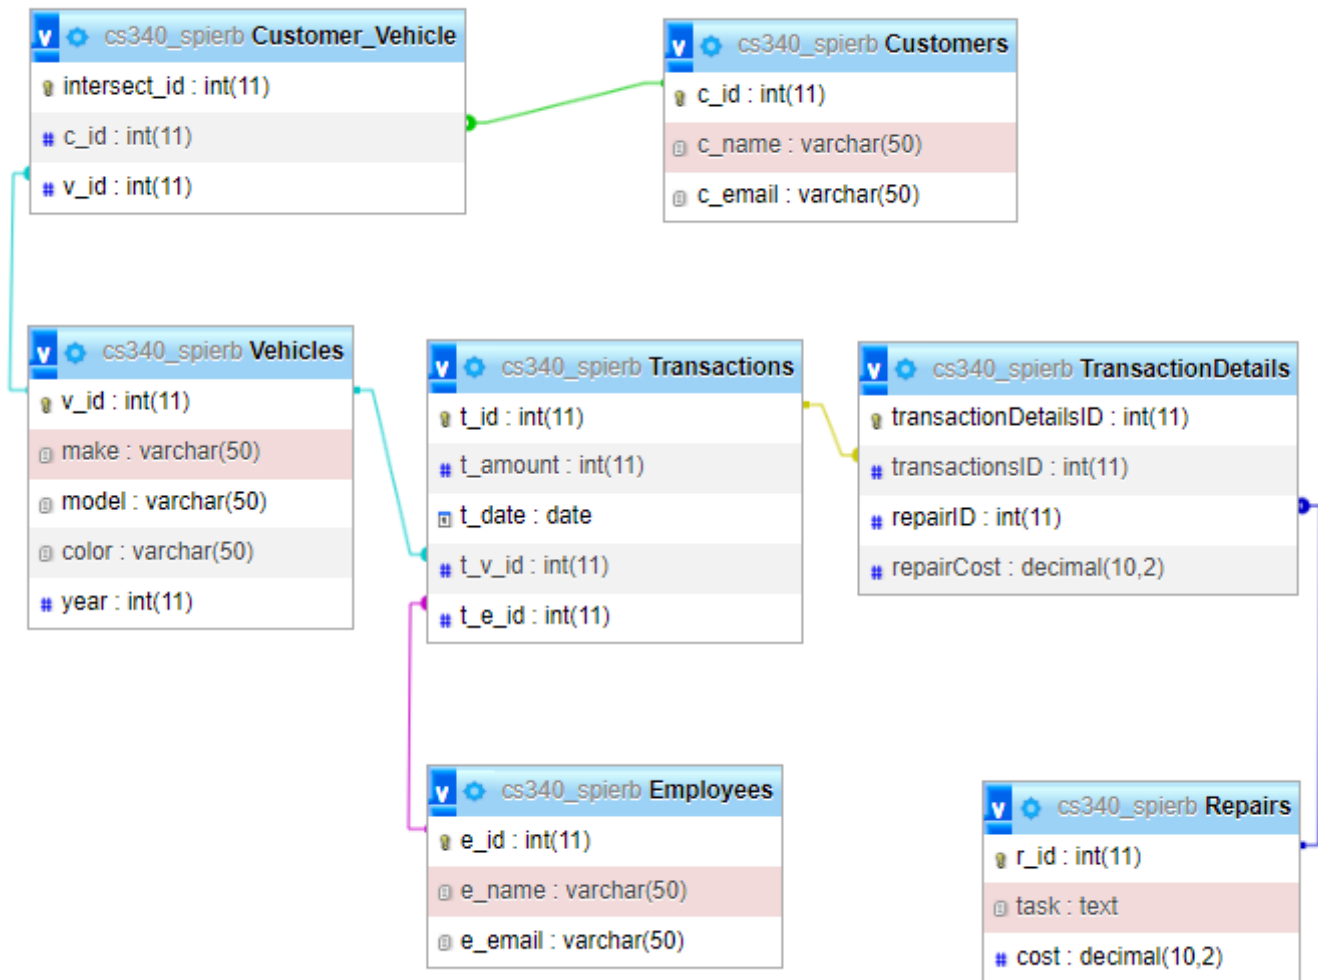 v cs340_spierb Customer_Vehicle
intersect_id : int(11)
# c_id : int(11)
# v_id : int(11)
v cs340_spierb Customers
c_id : int(11)
c_name : varchar(50)
c_email : varchar(50)
v cs340_spierb Vehicles
v_id : int(11)
make : varchar(50)
model : varchar(50)
color : varchar(50)
# year : int(11)
v cs340_spierb Transactions
t_id : int(11)
# t_amount : int(11)
t_date : date
# t_v_id : int(11)
# t_e_id : int(11)
v cs340_spierb TransactionDetails
transactionDetailsID : int(11)
# transactionsID : int(11)
# repairID : int(11)
# repairCost : decimal(10,2)
v cs340_spierb Employees
e_id : int(11)
e_name : varchar(50)
e_email : varchar(50)
v cs340_spierb Repairs
r_id : int(11)
task : text
# cost : decimal(10,2)